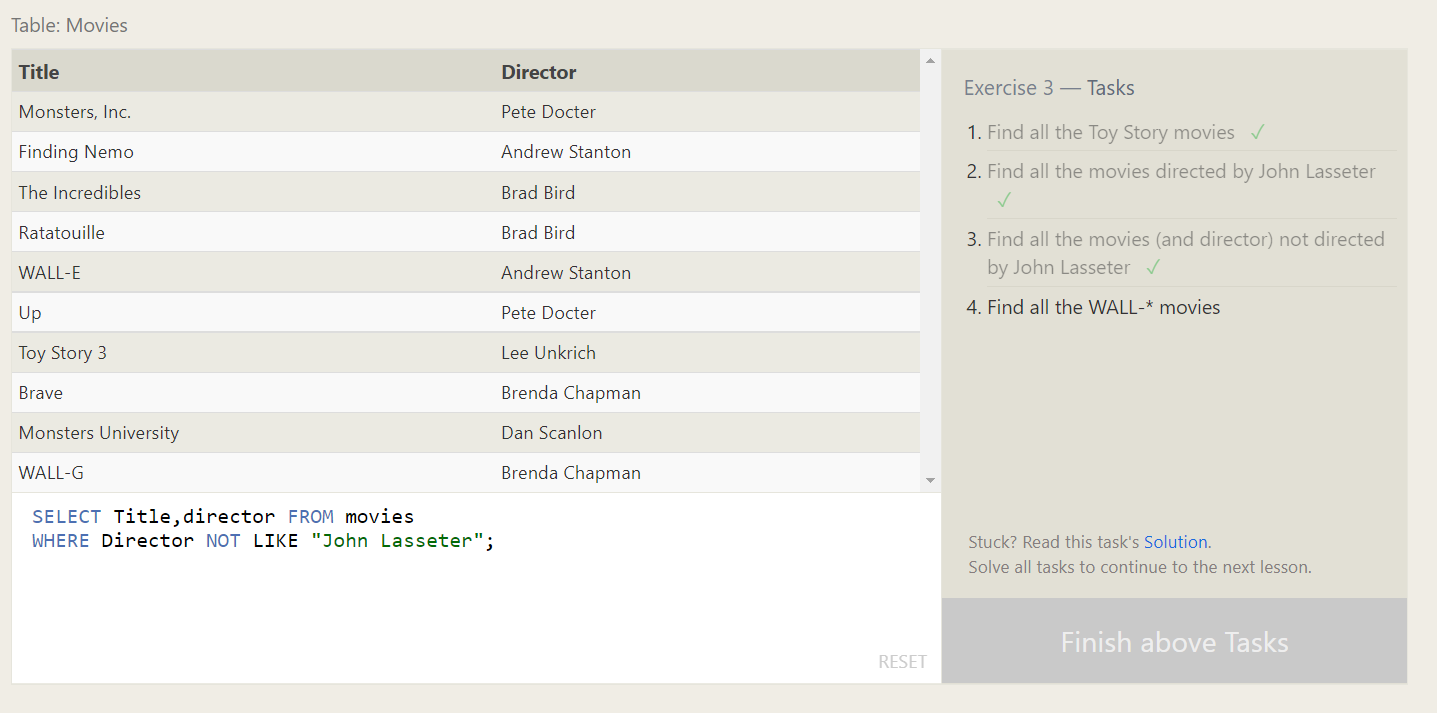 Table: Movies
Title Director
Monsters, Inc. Pete Docter
Finding Nemo Andrew Stanton
The Incredibles Brad Bird
Ratatouille Brad Bird
WALL-E Andrew Stanton
Up Pete Docter
Toy Story 3 Lee Unkrich
Brave Brenda Chapman
Monsters University Dan Scanlon
WALL-G Brenda Chapman
SELECT Title,director FROM movies
WHERE Director NOT LIKE "John Lasseter";
RESET
Exercise 3 — Tasks
1. Find all the Toy Story movies ✓
2. Find all the movies directed by John Lasseter
✓
3. Find all the movies (and director) not directed
by John Lasseter ✓
4. Find all the WALL-* movies
Stuck? Read this task's Solution.
Solve all tasks to continue to the next lesson.
Finish above Tasks